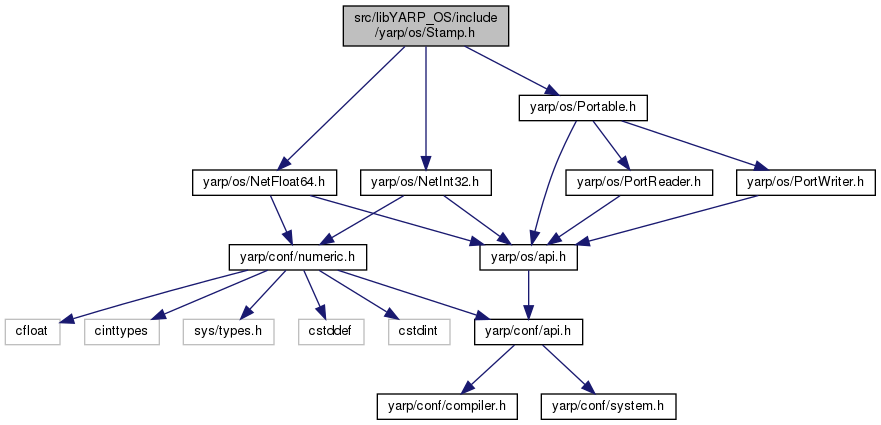 src/libYARP_OS/include
/yarp/os/Stamp.h
yarp/os/Portable.h
yarp/os/NetFloat64.h
yarp/os/NetInt32.h
yarp/os/PortReader.h
yarp/os/PortWriter.h
yarp/conf/numeric.h
yarp/os/api.h
cfloat
cinttypes
sys/types.h
cstddef
cstdint
yarp/conf/api.h
yarp/conf/compiler.h
yarp/conf/system.h